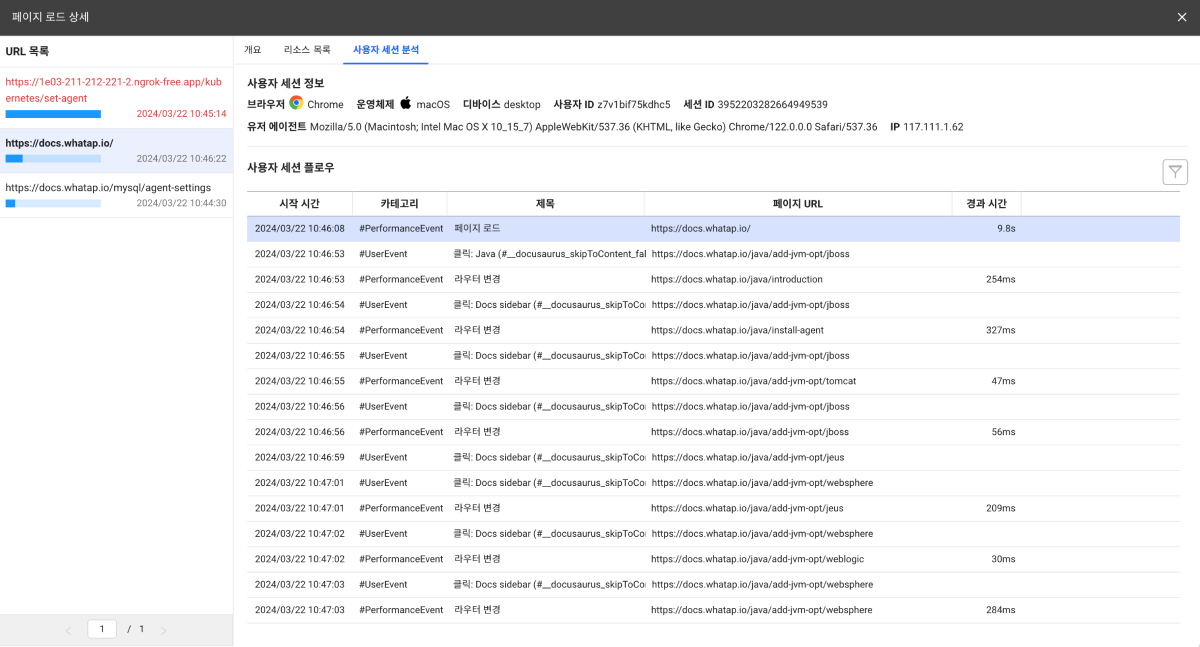 페이지 로드 상세
URL 목록
https://1e03-211-212-221-2.ngrok-free.app/kub
ernetes/set-agent
2024/03/22 10:45:14
https://docs.whatap.io/
2024/03/22 10:46:22
https://docs.whatap.io/mysql/agent-settings
2024/03/22 10:44:30
1 / 1
개요 리소스 목록 사용자 세션 분석
사용자 세션 정보
브라우저 Chrome 운영체제 macOS 디바이스 desktop 사용자 ID z7v1bif75kdhc5 세션 ID 3952203282664949539
유저 에이전트 Mozilla/5.0 (Macintosh; Intel Mac OS X 10_15_7) AppleWebKit/537.36 (KHTML, like Gecko) Chrome/122.0.0.0 Safari/537.36 IP 117.111.1.62
사용자 세션 플로우
시작 시간 카테고리 제목 페이지 URL 경과 시간
2024/03/22 10:46:08 #PerformanceEvent 페이지 로드 https://docs.whatap.io/ 9.8s
2024/03/22 10:46:53 #UserEvent 클릭: Java (#__docusaurus_skipToContent_fal https://docs.whatap.io/java/add-jvm-opt/jboss
2024/03/22 10:46:53 #PerformanceEvent 라우터 변경 https://docs.whatap.io/java/introduction 254ms
2024/03/22 10:46:54 #UserEvent 클릭: Docs sidebar (#__docusaurus_skipToCo https://docs.whatap.io/java/add-jvm-opt/jboss
2024/03/22 10:46:54 #PerformanceEvent 라우터 변경 https://docs.whatap.io/java/install-agent 327ms
2024/03/22 10:46:55 #UserEvent 클릭: Docs sidebar (#__docusaurus_skipToCo https://docs.whatap.io/java/add-jvm-opt/jboss
2024/03/22 10:46:55 #PerformanceEvent 라우터 변경 https://docs.whatap.io/java/add-jvm-opt/tomcat 47ms
2024/03/22 10:46:56 #UserEvent 클릭: Docs sidebar (#__docusaurus_skipToCo https://docs.whatap.io/java/add-jvm-opt/jboss
2024/03/22 10:46:56 #PerformanceEvent 라우터 변경 https://docs.whatap.io/java/add-jvm-opt/jboss 56ms
2024/03/22 10:46:59 #UserEvent 클릭: Docs sidebar (#__docusaurus_skipToCo https://docs.whatap.io/java/add-jvm-opt/jeus
2024/03/22 10:47:01 #UserEvent 클릭: Docs sidebar (#__docusaurus_skipToCo https://docs.whatap.io/java/add-jvm-opt/websphere
2024/03/22 10:47:01 #PerformanceEvent 라우터 변경 https://docs.whatap.io/java/add-jvm-opt/jeus 209ms
2024/03/22 10:47:02 #UserEvent 클릭: Docs sidebar (#__docusaurus_skipToCo https://docs.whatap.io/java/add-jvm-opt/websphere
2024/03/22 10:47:02 #PerformanceEvent 라우터 변경 https://docs.whatap.io/java/add-jvm-opt/weblogic 30ms
2024/03/22 10:47:03 #UserEvent 클릭: Docs sidebar (#__docusaurus_skipToCo https://docs.whatap.io/java/add-jvm-opt/websphere
2024/03/22 10:47:03 #PerformanceEvent 라우터 변경 https://docs.whatap.io/java/add-jvm-opt/websphere 284ms